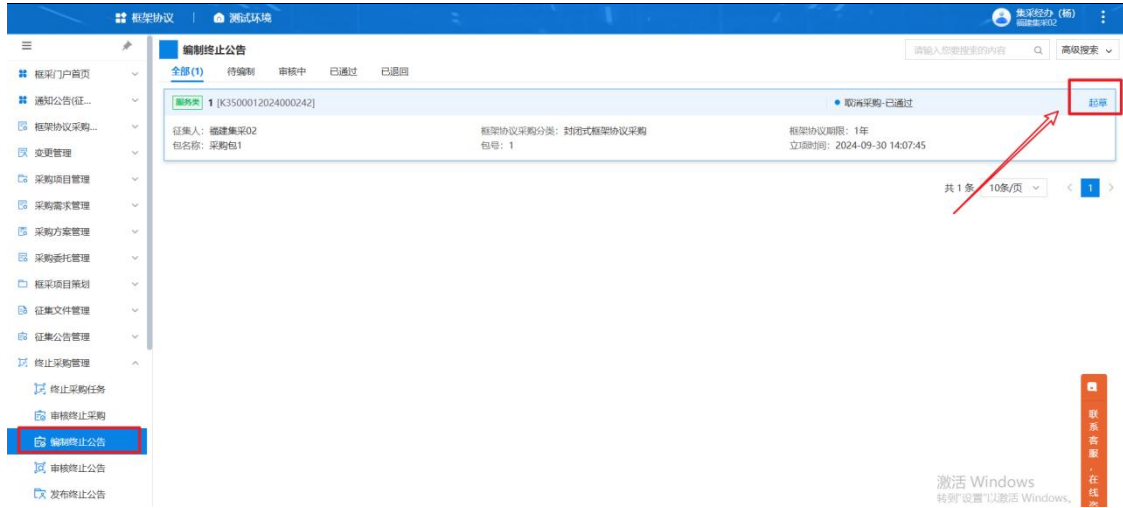 框架协议 测试环境 集采经办（杨）
福建集采02
编制终止公告 请输入您要搜索的内容 高级搜索
全部(1) 待编制 审核中 已通过 已退回
框采门户首页
通知公告(征...
框架协议采购...
变更管理
采购项目管理
采购需求管理
采购方案管理
采购委托管理
框采项目策划
征集文件管理
征集公告管理
终止采购管理
终止采购任务
审核终止采购
编制终止公告
审核终止公告
发布终止公告
服务类 1 [K3500012024000242] 取消采购-已通过 起草
征集人：福建集采02 框架协议采购分类：封闭式框架协议采购 框架协议期限：1年
包名称：采购包1 包号：1 立项时间：2024-09-30 14:07:45
共 1 条 10条/页 < 1 >
联系客服，在线
激活 Windows
转到"设置"以激活 Windows。